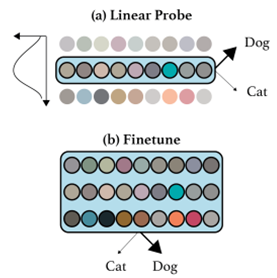 (a) Linear Probe
Dog
Cat
(b) Finetune
Cat Dog